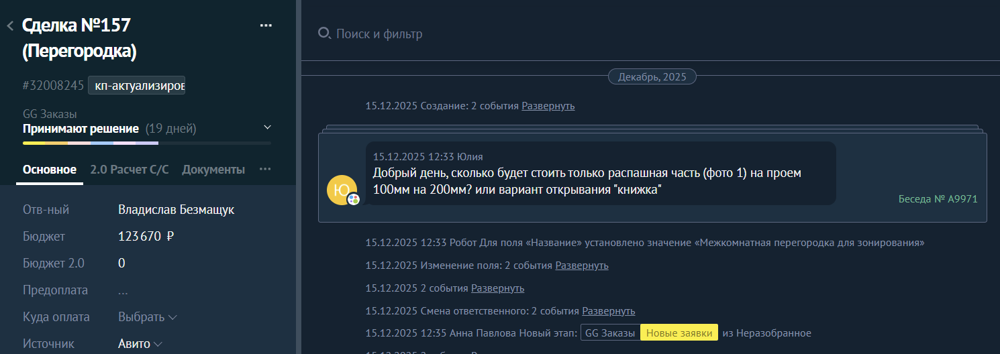 Сделка №157
(Перегородка)
#32008245 кп-актуализиров
GG Заказы
Принимают решение (19 дней)
Основное 2.0 Расчет С/С Документы
Отв-ный Владислав Безмащук
Бюджет 123 670 ₽
Бюджет 2.0 0
Предоплата ...
Куда оплата Выбрать
Источник Авито
Поиск и фильтр
Декабрь, 2025
15.12.2025 Создание: 2 события Развернуть
15.12.2025 12:33 Юлия
Добрый день, сколько будет стоить только распашная часть (фото 1) на проем
100мм на 200мм? или вариант открывания "книжка"
Ю
Беседа № A9971
15.12.2025 12:33 Робот Для поля «Название» установлено значение «Межкомнатная перегородка для зонирования»
15.12.2025 Изменение поля: 2 события Развернуть
15.12.2025 2 события Развернуть
15.12.2025 Смена ответственного: 2 события Развернуть
15.12.2025 12:35 Анна Павлова Новый этап: GG Заказы Новые заявки из Неразобранное